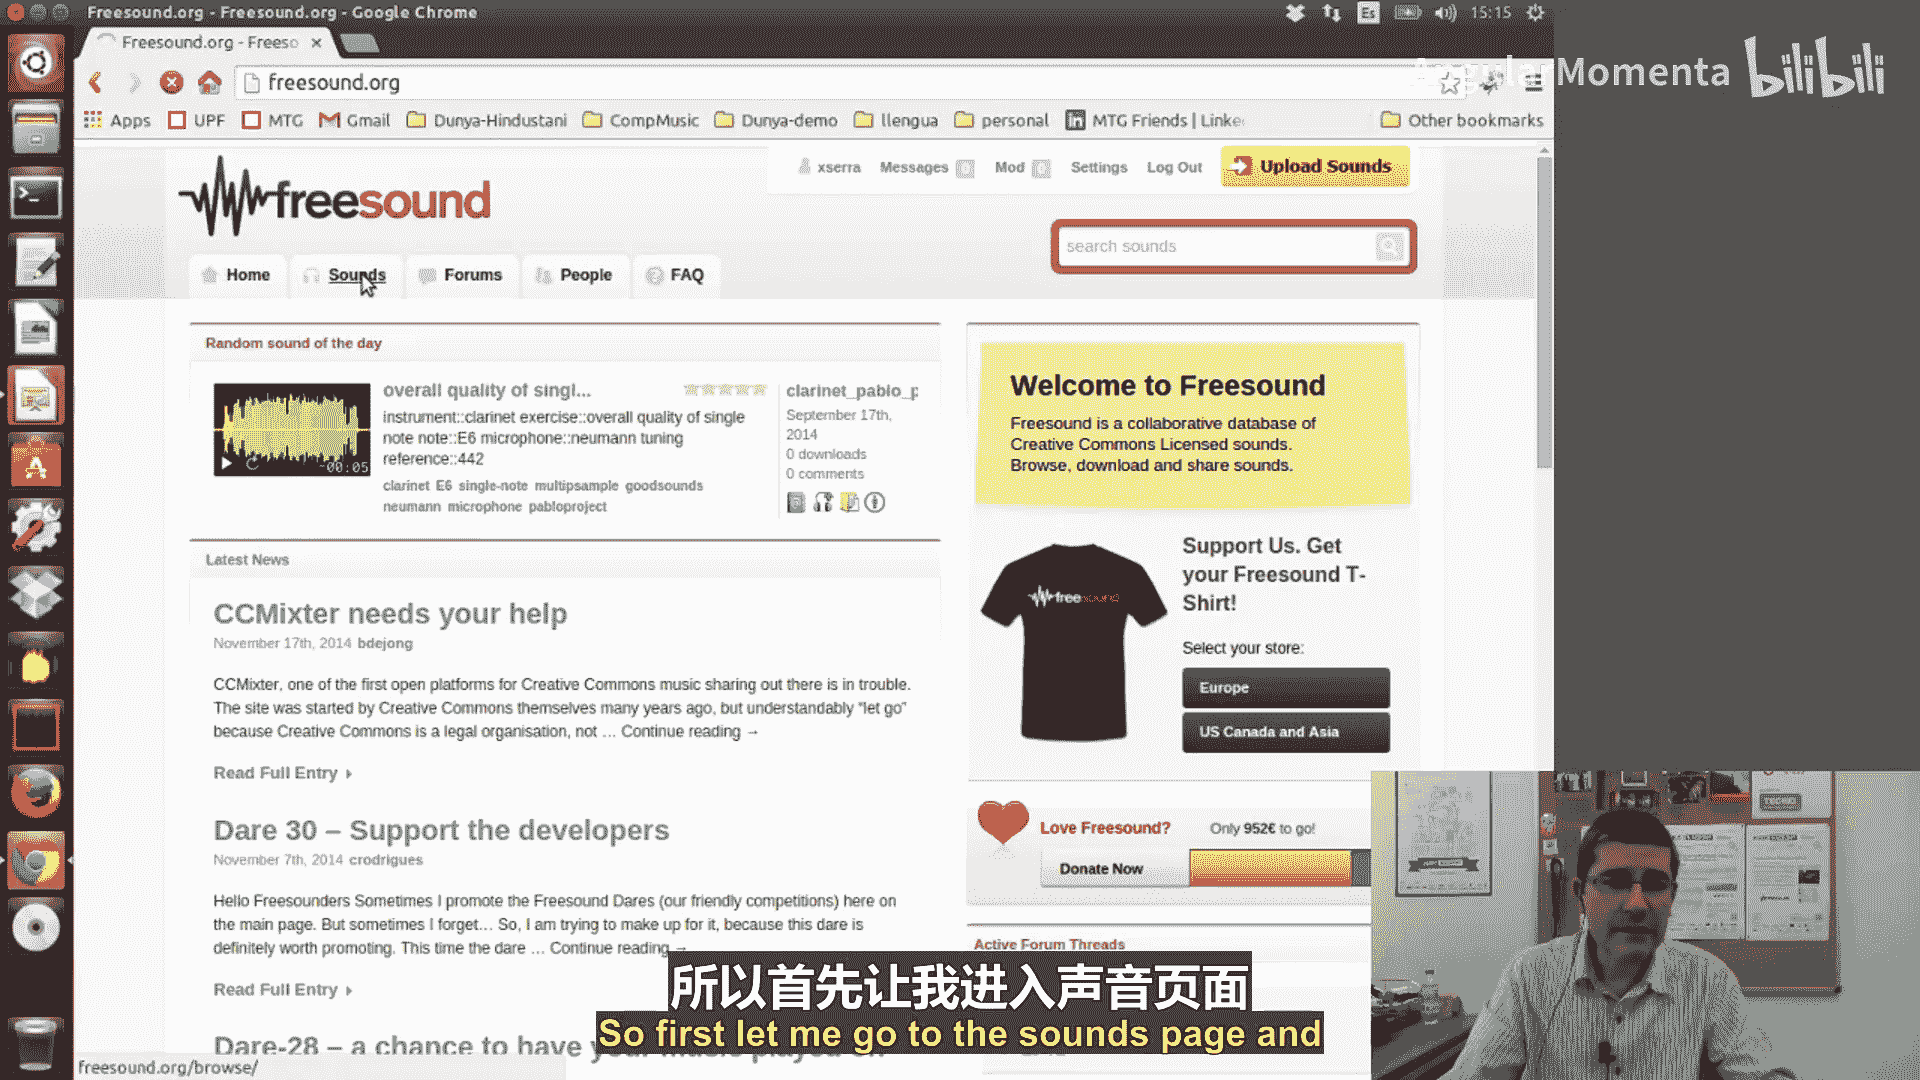 Freesound.org - Freesound.org - Google Chrome
Es
15:15
Freesound.org - Freeso
freesound.org
AngularMomenta bilibili
Apps
UPF
MTG
Gmail
Dunya-Hindustani
CompMusic
Dunya-demo
llengua
personal
MTG Friends | Linke
Other bookmarks
freesound
xserra
Messages
Mod
Settings
Log Out
Upload Sounds
search sounds
Home
Sounds
Forums
People
FAQ
Random sound of the day
overall quality of singl...
instrument::clarinet exercise::overall quality of single
note note::E6 microphone::neumann tuning
reference::442
clarinet E6 single-note multipsample goodsounds
neumann microphone pabloproject
~00:05
clarinet_pablo_p
September 17th,
2014
0 downloads
0 comments
Latest News
CCMixter needs your help
November 17th, 2014 bdejong
CCMixter, one of the first open platforms for Creative Commons music sharing out there is in trouble.
The site was started by Creative Commons themselves many years ago, but understandably “let go”
because Creative Commons is a legal organisation, not … Continue reading →
Read Full Entry
Dare 30 – Support the developers
November 7th, 2014 crodrigues
Hello Freesounders Sometimes I promote the Freesound Dares (our friendly competitions) here on
the main page. But sometimes I forget… So, I am trying to make up for it, because this dare is
definitely worth promoting. This time the dare … Continue reading →
Read Full Entry
Dare-28 – a chance to have your music played on
Welcome to Freesound
Freesound is a collaborative database of
Creative Commons Licensed sounds.
Browse, download and share sounds.
freesound
Support Us. Get
your Freesound T-
Shirt!
Select your store:
Europe
US Canada and Asia
Love Freesound?
Only 952€ to go!
Donate Now
Active Forum Threads
所以首先让我进入声音页面
So first let me go to the sounds page and
freesound.org/browse/